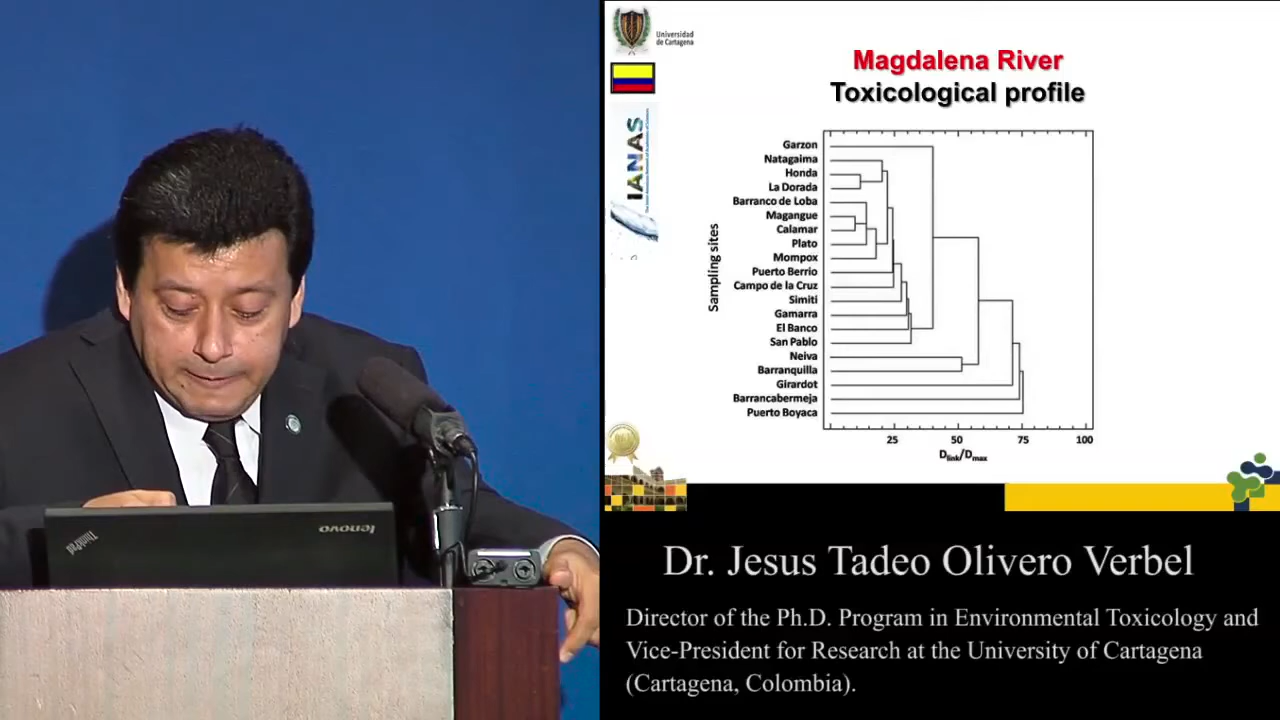 Universidad
de Cartagena
IANAS
Magdalena River
Toxicological profile
Sampling sites
Garzon
Natagaima
Honda
La Dorada
Barranco de Loba
Magangue
Calamar
Plato
Mompox
Puerto Berrio
Campo de la Cruz
Simiti
Gamarra
El Banco
San Pablo
Neiva
Barranquilla
Girardot
Barrancabermeja
Puerto Boyaca
25 50 75 100
Dlink/Dmax
ThinkPad
lenovo
Dr. Jesus Tadeo Olivero Verbel
Director of the Ph.D. Program in Environmental Toxicology and
Vice-President for Research at the University of Cartagena
(Cartagena, Colombia).